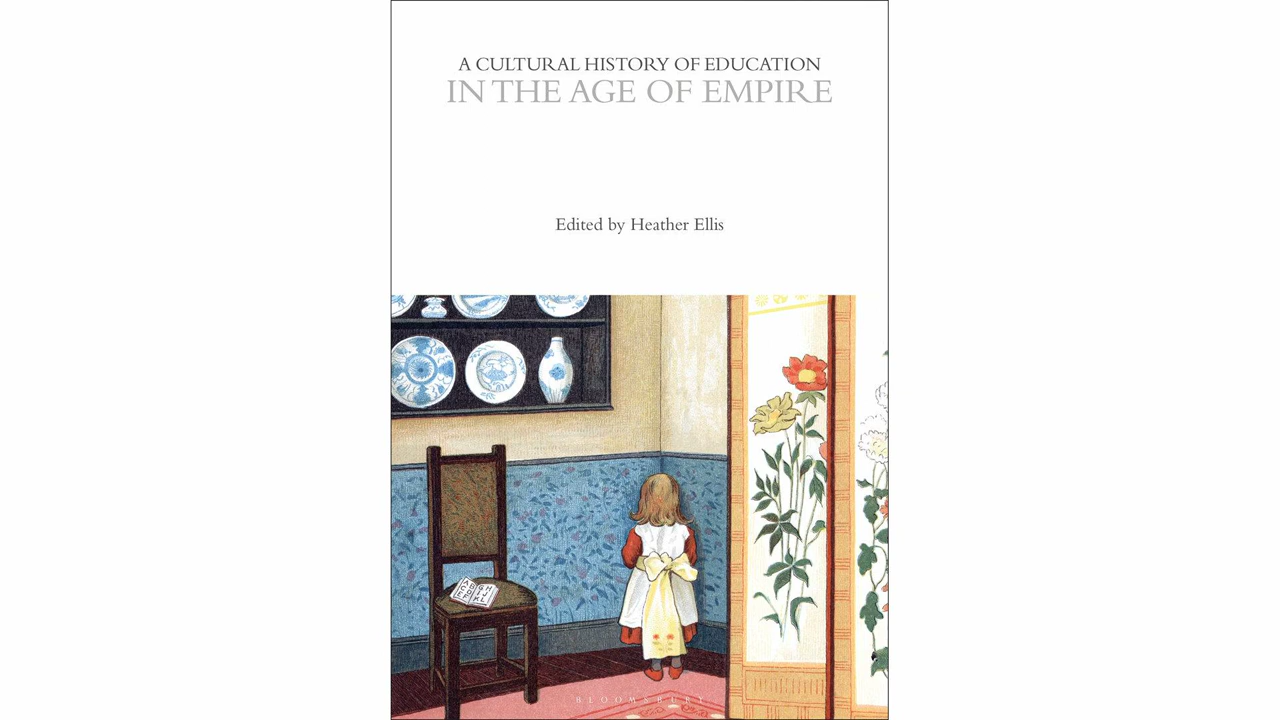 A CULTURAL HISTORY OF EDUCATION
IN THE AGE OF EMPIRE
Edited by Heather Ellis
A B
C D
E F
G H
I J
K L
BLOOMSBURY